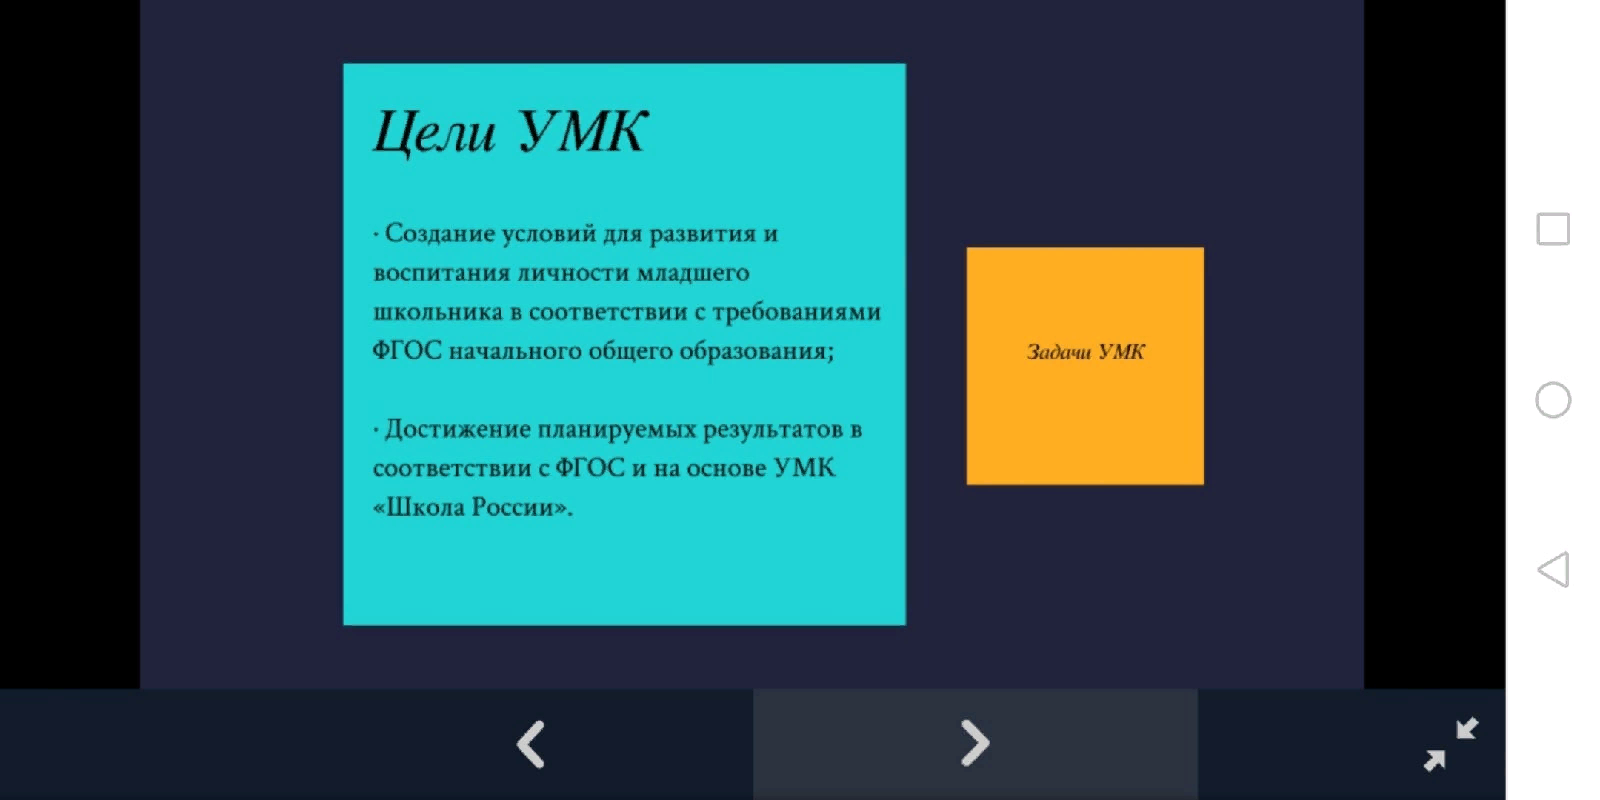 Цели УМК
· Создание условий для развития и
воспитания личности младшего
школьника в соответствии с требованиями
ФГОС начального общего образования;
· Достижение планируемых результатов в
соответствии с ФГОС и на основе УМК
«Школа России».
Задачи УМК